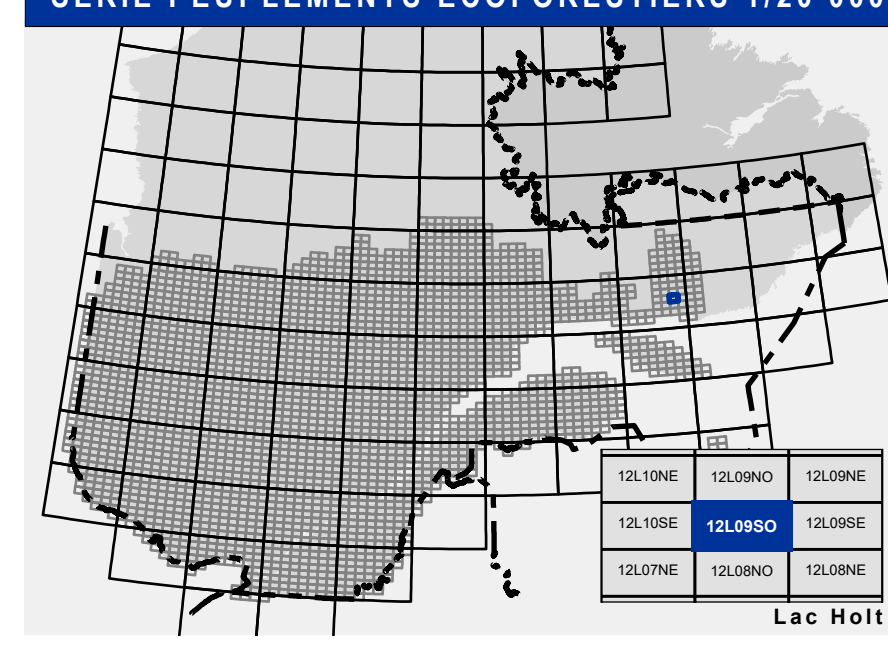 SÉRIE PEUPLEMENTS ÉCOFORESTIERS 1/20 000
12L10NE 12L09NO 12L09NE
12L10SE 12L09SO 12L09SE
12L07NE 12L08NO 12L08NE
Lac Holt